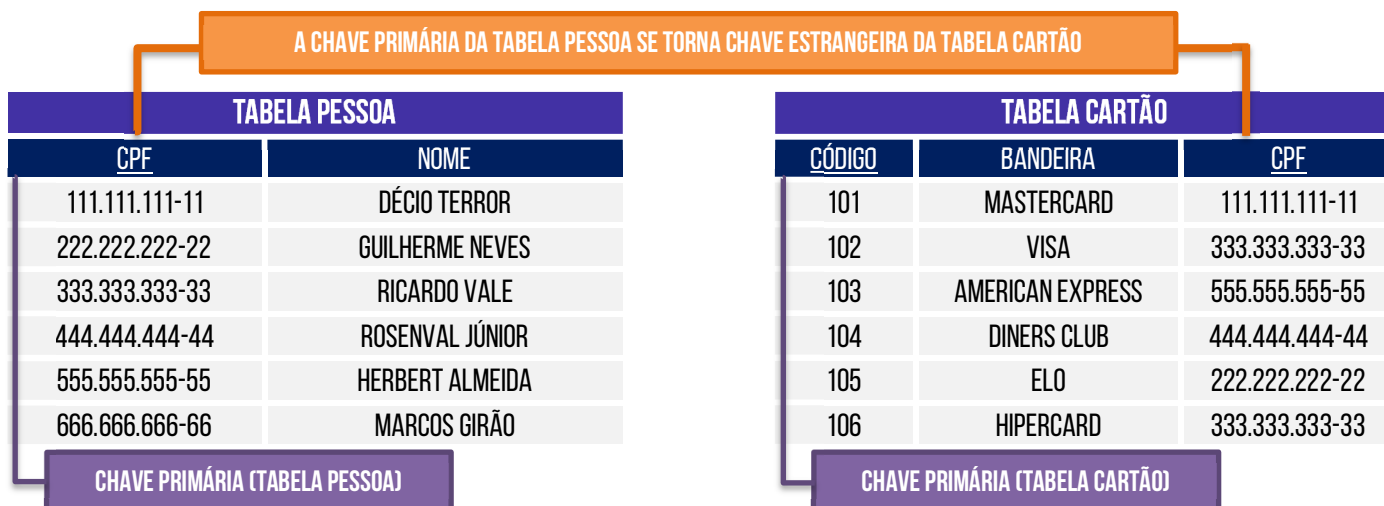 A CHAVE PRIMÁRIA DA TABELA PESSOA SE TORNA CHAVE ESTRANGEIRA DA TABELA CARTÃO
TABELA PESSOA
CPF NOME
111.111.111-11 DÉCIO TERROR
222.222.222-22 GUILHERME NEVES
333.333.333-33 RICARDO VALE
444.444.444-44 ROSENVAL JÚNIOR
555.555.555-55 HERBERT ALMEIDA
666.666.666-66 MARCOS GIRÃO
CHAVE PRIMÁRIA (TABELA PESSOA)
TABELA CARTÃO
CÓDIGO BANDEIRA CPF
101 MASTERCARD 111.111.111-11
102 VISA 333.333.333-33
103 AMERICAN EXPRESS 555.555.555-55
104 DINERS CLUB 444.444.444-44
105 ELO 222.222.222-22
106 HIPERCARD 333.333.333-33
CHAVE PRIMÁRIA (TABELA CARTÃO)